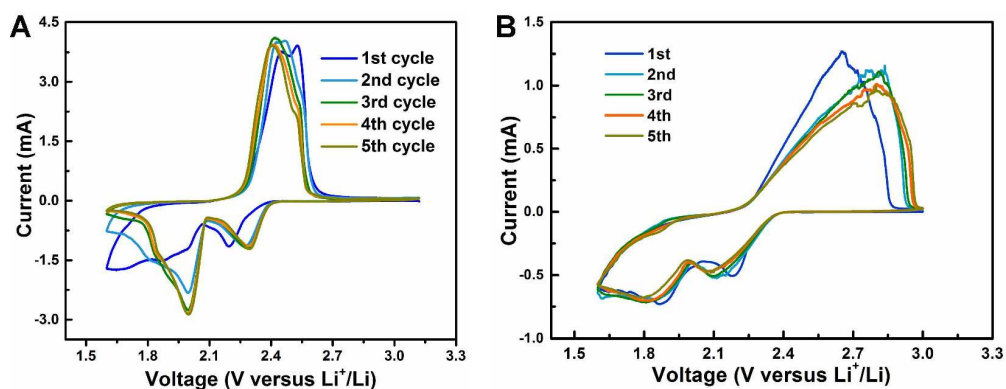 A
4.5
3.0
1.5
0.0
-1.5
-3.0
Current (mA)
1st cycle
2nd cycle
3rd cycle
4th cycle
5th cycle
1.5 1.8 2.1 2.4 2.7 3.0 3.3
Voltage (V versus Li⁺/Li)
B
1.5
1.0
0.5
0.0
-0.5
-1.0
Current (mA)
1st
2nd
3rd
4th
5th
1.5 1.8 2.1 2.4 2.7 3.0 3.3
Voltage (V versus Li⁺/Li)